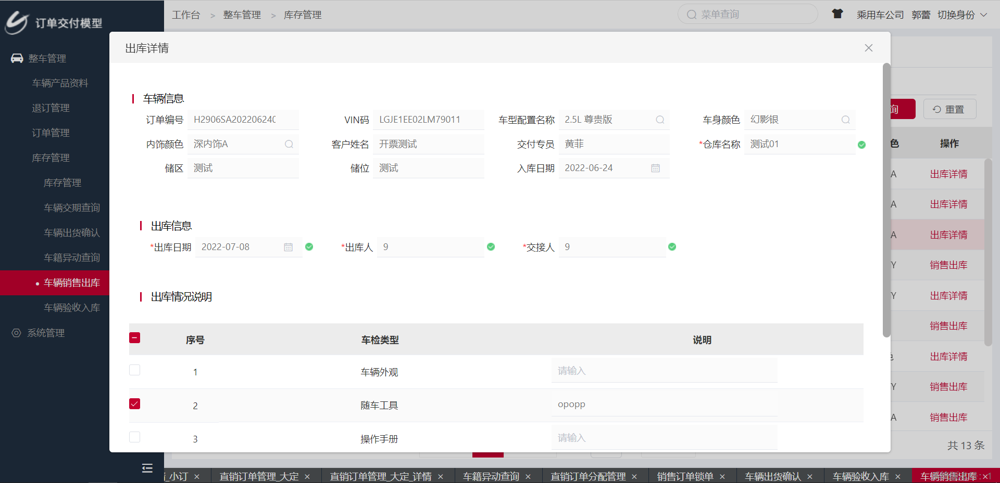 订单交付模型
工作台 > 整车管理 > 库存管理
菜单查询
乘用车公司 郭蕾 切换身份
整车管理
车辆产品资料
退订管理
订单管理
库存管理
库存管理
车辆交期查询
车辆出货确认
车籍异动查询
车辆销售出库
车辆验收入库
系统管理
出库详情
车辆信息
订单编号 H2906SA20220624 VIN码 LGJE1EE02LM79011 车型配置名称 2.5L 尊贵版 车身颜色 幻影银
内饰颜色 深内饰A 客户姓名 开票测试 交付专员 黄菲 *仓库名称 测试01
储区 测试 储位 测试 入库日期 2022-06-24
出库信息
*出库日期 2022-07-08 *出库人 9 *交接人 9
出库情况说明
序号 车检类型 说明
1 车辆外观 请输入
2 随车工具 opopp
3 操作手册 请输入
询 重置
色 操作
A 出库详情
A 出库详情
A 出库详情
Y 销售出库
Y 销售出库
销售出库
出库详情
Y 销售出库
A 销售出库
共 13 条
_小订 × 直销订单管理_大定 × 直销订单管理_大定_详情 × 车籍异动查询 × 直销订单分配管理 × 销售订单锁单 × 车辆出货确认 × 车辆验收入库 × 车辆销售出库 ×